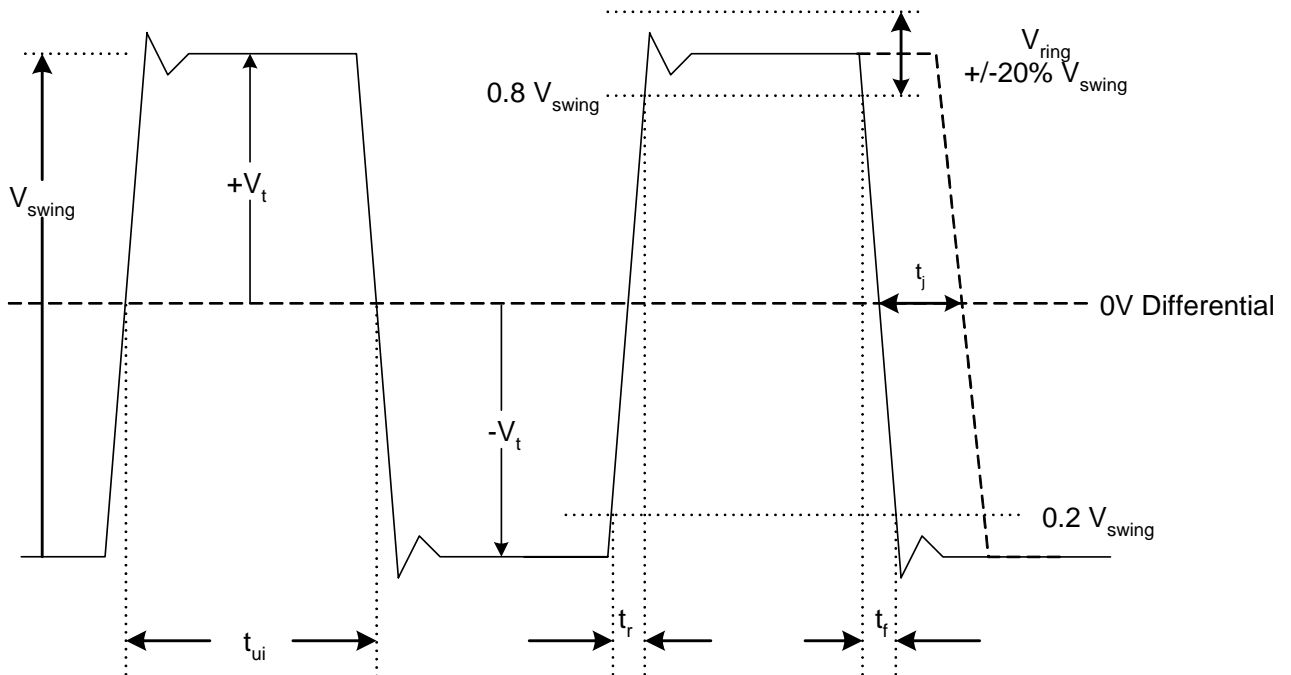 V_ring
+/-20% V_swing
0.8 V_swing
+V_t
V_swing
t_j
0V Differential
-V_t
0.2 V_swing
t_r
t_f
t_ui